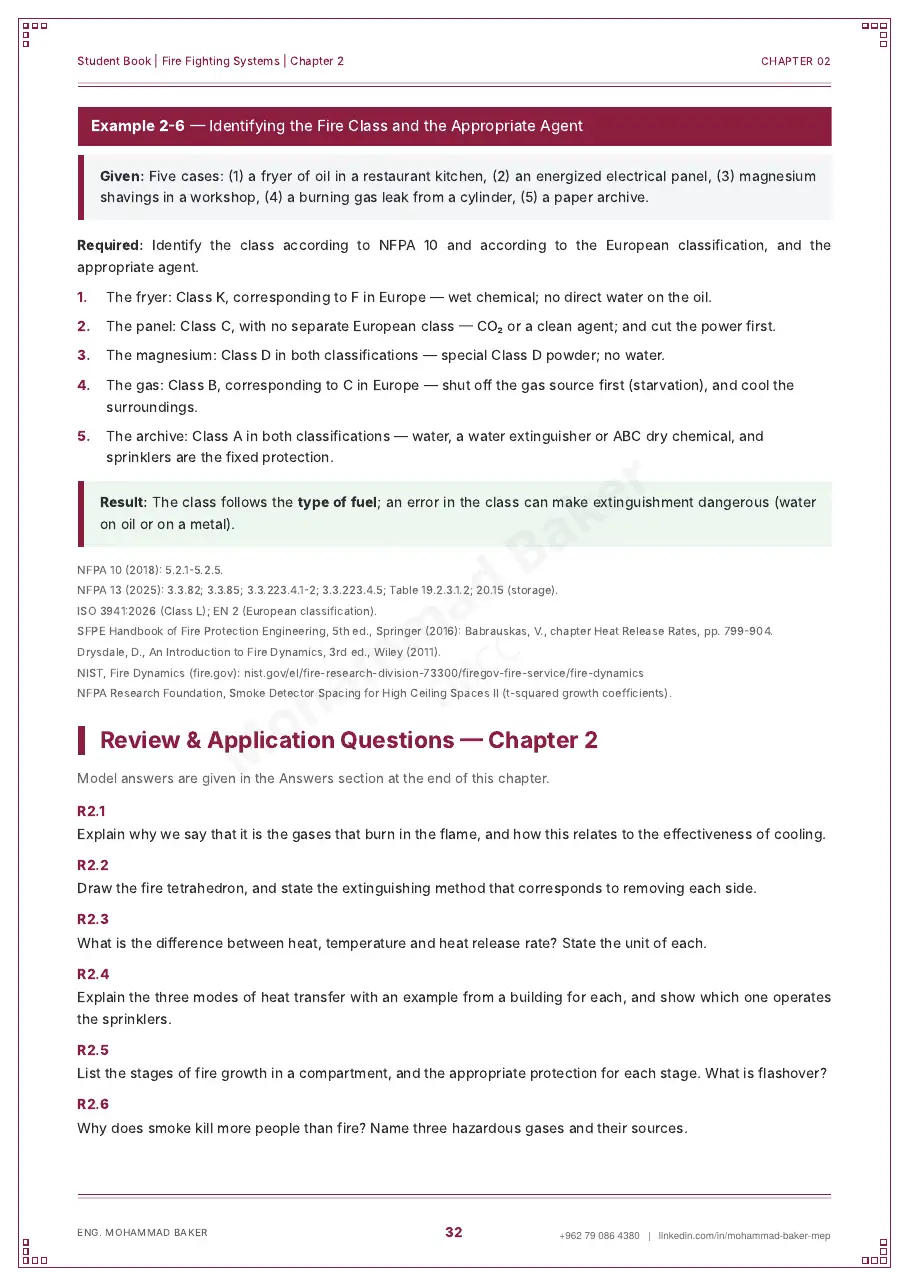 Student Book | Fire Fighting Systems | Chapter 2
CHAPTER 02
Example 2-6 — Identifying the Fire Class and the Appropriate Agent
Given: Five cases: (1) a fryer of oil in a restaurant kitchen, (2) an energized electrical panel, (3) magnesium
shavings in a workshop, (4) a burning gas leak from a cylinder, (5) a paper archive.
Required: Identify the class according to NFPA 10 and according to the European classification, and the
appropriate agent.
1. The fryer: Class K, corresponding to F in Europe — wet chemical; no direct water on the oil.
2. The panel: Class C, with no separate European class — CO₂ or a clean agent; and cut the power first.
3. The magnesium: Class D in both classifications — special Class D powder; no water.
4. The gas: Class B, corresponding to C in Europe — shut off the gas source first (starvation), and cool the
surroundings.
5. The archive: Class A in both classifications — water, a water extinguisher or ABC dry chemical, and
sprinklers are the fixed protection.
Result: The class follows the type of fuel; an error in the class can make extinguishment dangerous (water
on oil or on a metal).
NFPA 10 (2018): 5.2.1-5.2.5.
NFPA 13 (2025): 3.3.82; 3.3.85; 3.3.223.4.1-2; 3.3.223.4.5; Table 19.2.3.1.2; 20.15 (storage).
ISO 3941:2026 (Class L); EN 2 (European classification).
SFPE Handbook of Fire Protection Engineering, 5th ed., Springer (2016): Babrauskas, V., chapter Heat Release Rates, pp. 799-904.
Drysdale, D., An Introduction to Fire Dynamics, 3rd ed., Wiley (2011).
NIST, Fire Dynamics (fire.gov): nist.gov/el/fire-research-division-73300/firegov-fire-service/fire-dynamics
NFPA Research Foundation, Smoke Detector Spacing for High Ceiling Spaces II (t-squared growth coefficients).
Review & Application Questions — Chapter 2
Model answers are given in the Answers section at the end of this chapter.
R2.1
Explain why we say that it is the gases that burn in the flame, and how this relates to the effectiveness of cooling.
R2.2
Draw the fire tetrahedron, and state the extinguishing method that corresponds to removing each side.
R2.3
What is the difference between heat, temperature and heat release rate? State the unit of each.
R2.4
Explain the three modes of heat transfer with an example from a building for each, and show which one operates
the sprinklers.
R2.5
List the stages of fire growth in a compartment, and the appropriate protection for each stage. What is flashover?
R2.6
Why does smoke kill more people than fire? Name three hazardous gases and their sources.
ENG. MOHAMMAD BAKER
32
+962 79 086 4380 | linkedin.com/in/mohammad-baker-mep
Mohammad Baker